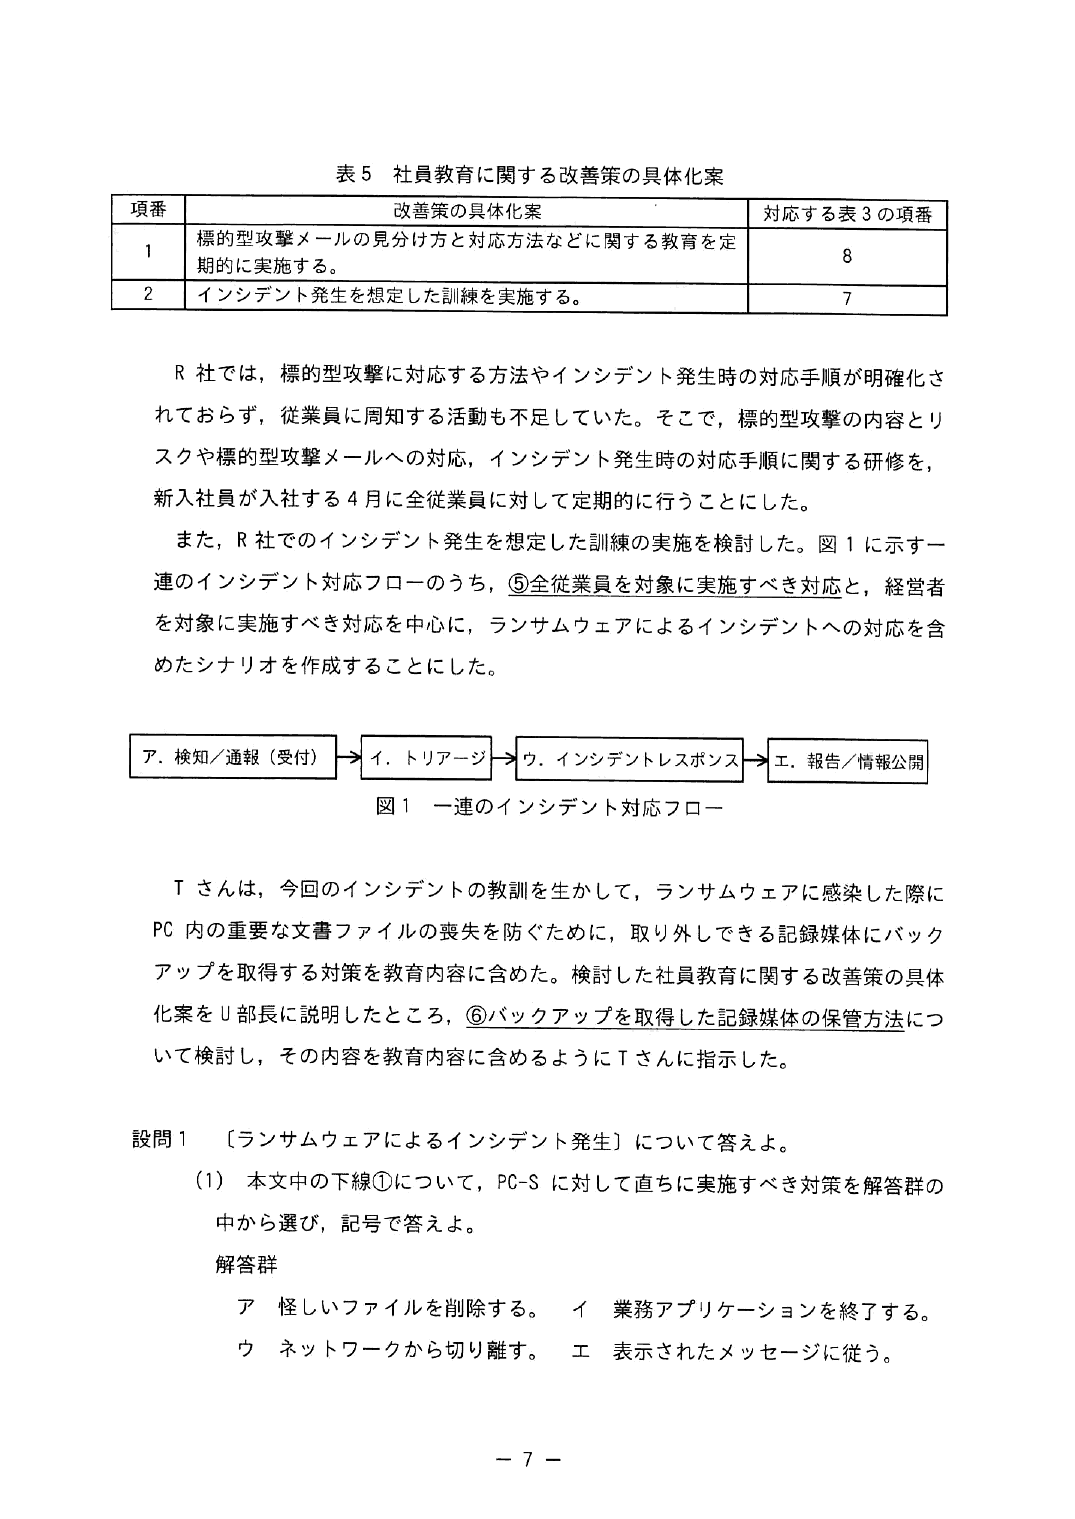 表5 社員教育に関する改善策の具体化案
項番 改善策の具体化案 対応する表3の項番
1 標的型攻撃メールの見分け方と対応方法などに関する教育を定期的に実施する。 8
2 インシデント発生を想定した訓練を実施する。 7
R 社では，標的型攻撃に対応する方法やインシデント発生時の対応手順が明確化さ
れておらず，従業員に周知する活動も不足していた。そこで，標的型攻撃の内容とリ
スクや標的型攻撃メールへの対応，インシデント発生時の対応手順に関する研修を，
新入社員が入社する4月に全従業員に対して定期的に行うことにした。
また，R 社でのインシデント発生を想定した訓練の実施を検討した。図1に示す一
連のインシデント対応フローのうち，⑤全従業員を対象に実施すべき対応と，経営者
を対象に実施すべき対応を中心に，ランサムウェアによるインシデントへの対応を含
めたシナリオを作成することにした。
ア．検知／通報（受付） → イ．トリアージ → ウ．インシデントレスポンス → エ．報告／情報公開
図1 一連のインシデント対応フロー
T さんは，今回のインシデントの教訓を生かして，ランサムウェアに感染した際に
PC 内の重要な文書ファイルの喪失を防ぐために，取り外しできる記録媒体にバック
アップを取得する対策を教育内容に含めた。検討した社員教育に関する改善策の具体
化案をU部長に説明したところ，⑥バックアップを取得した記録媒体の保管方法につ
いて検討し，その内容を教育内容に含めるようにTさんに指示した。
設問1 〔ランサムウェアによるインシデント発生〕について答えよ。
(1) 本文中の下線①について，PC-S に対して直ちに実施すべき対策を解答群の
中から選び，記号で答えよ。
解答群
ア 怪しいファイルを削除する。 イ 業務アプリケーションを終了する。
ウ ネットワークから切り離す。 エ 表示されたメッセージに従う。
－ 7 －